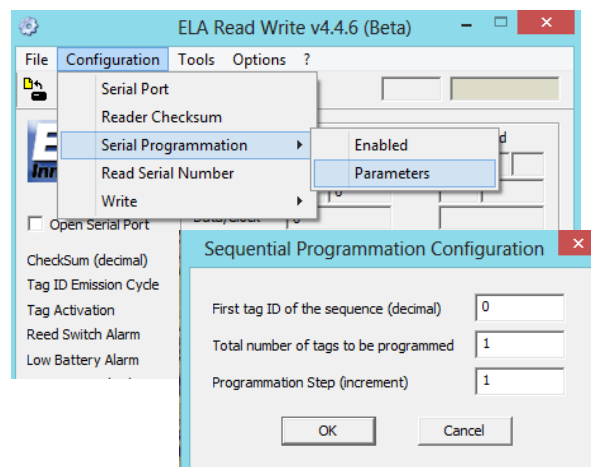 ELA Read Write v4.4.6 (Beta)
File Configuration Tools Options ?
Serial Port
Reader Checksum
Serial Programmation
Enabled
Read Serial Number
Parameters
Write
Open Serial Port
CheckSum (decimal)
Tag ID Emission Cycle
Tag Activation
Reed Switch Alarm
Low Battery Alarm
Sequential Programmation Configuration
First tag ID of the sequence (decimal) 0
Total number of tags to be programmed 1
Programmation Step (increment) 1
OK Cancel